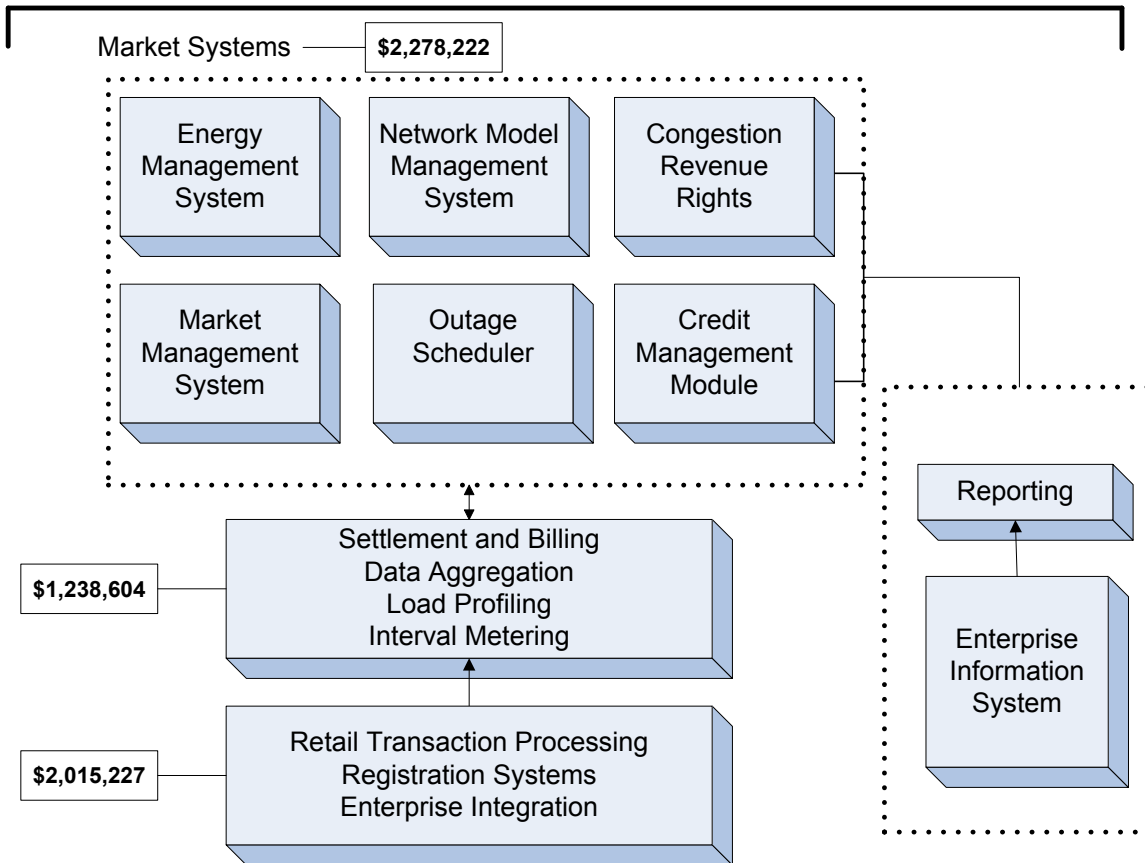 Market Systems
$2,278,222
Energy
Management
System
Network Model
Management
System
Congestion
Revenue
Rights
Market
Management
System
Outage
Scheduler
Credit
Management
Module
Reporting
Enterprise
Information
System
$1,238,604
Settlement and Billing
Data Aggregation
Load Profiling
Interval Metering
$2,015,227
Retail Transaction Processing
Registration Systems
Enterprise Integration